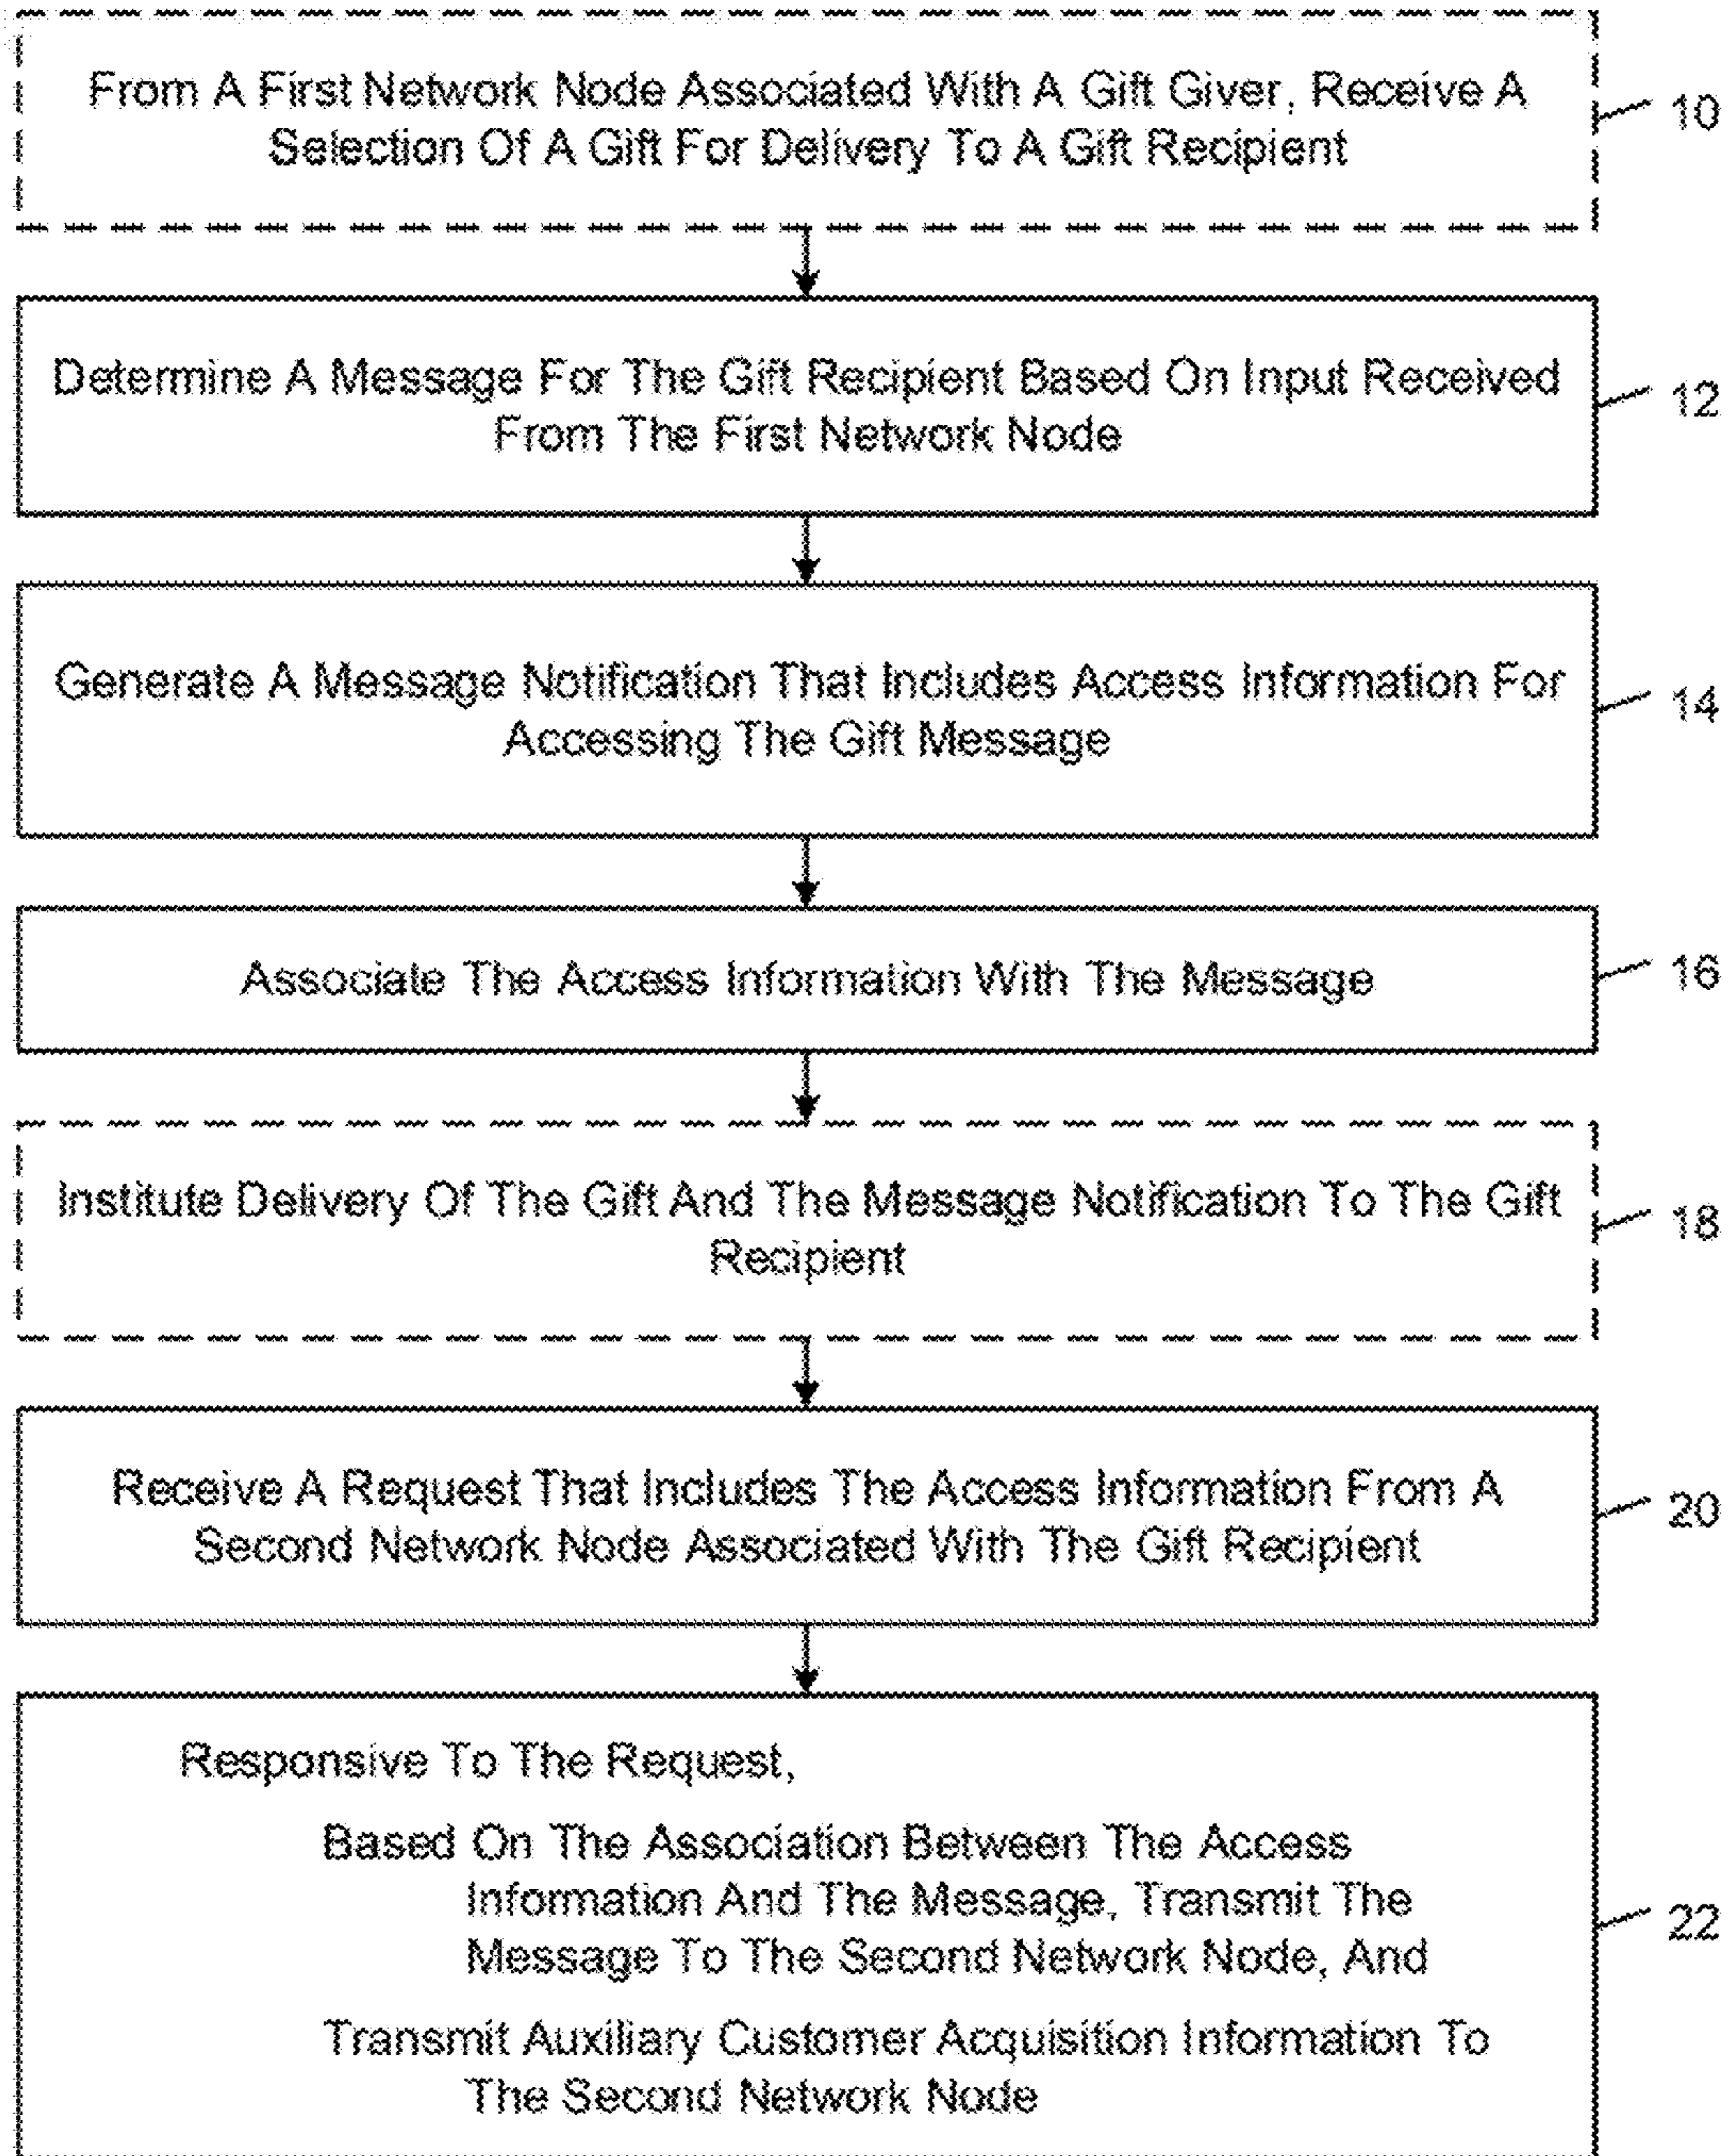 From A First Network Node Associated With A Gift Giver, Receive A
Selection Of A Gift For Delivery To A Gift Recipient
10
Determine A Message For The Gift Recipient Based On Input Received
From The First Network Node
12
Generate A Message Notification That Includes Access Information For
Accessing The Gift Message
14
Associate The Access Information With The Message
16
Institute Delivery Of The Gift And The Message Notification To The Gift
Recipient
18
Receive A Request That Includes The Access Information From A
Second Network Node Associated With The Gift Recipient
20
Responsive To The Request,
Based On The Association Between The Access
Information And The Message, Transmit The
Message To The Second Network Node, And
Transmit Auxiliary Customer Acquisition Information To
The Second Network Node
22